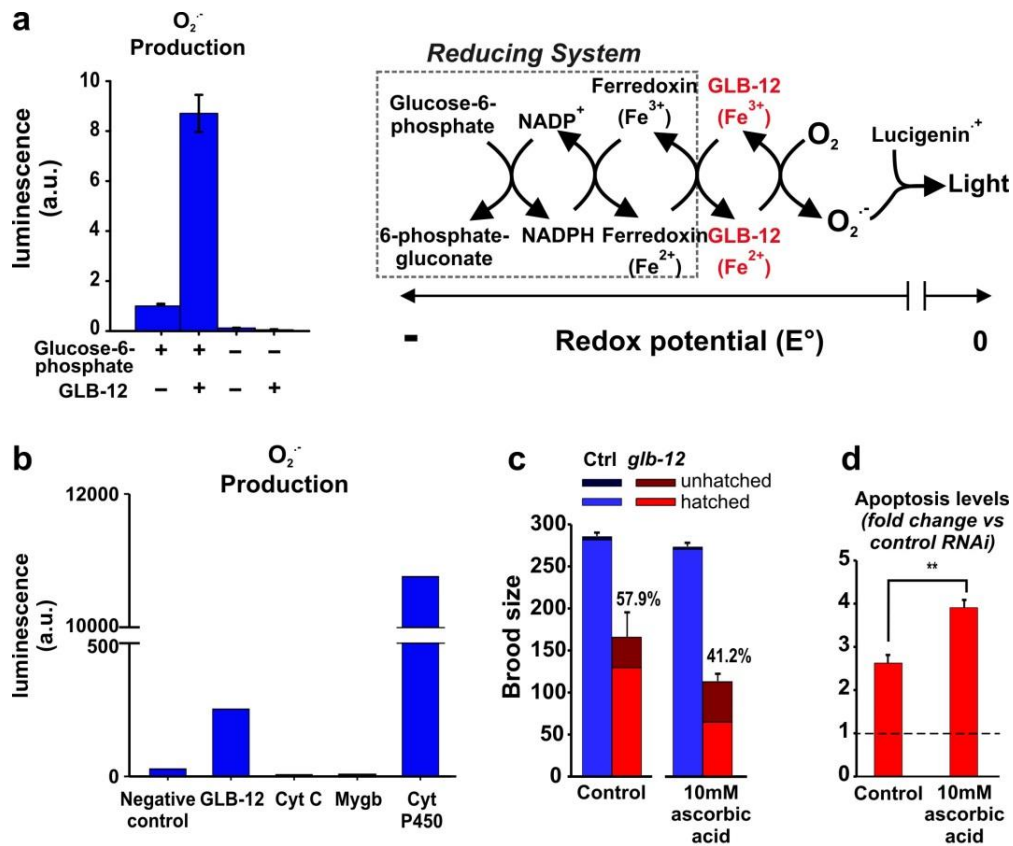 a
O₂·⁻
Production
luminescence
(a.u.)
10
8
6
4
2
0
Glucose-6-
phosphate
+ + − −
GLB-12
− + − +
Reducing System
Glucose-6-
phosphate
NADP⁺
Ferredoxin
(Fe³⁺)
GLB-12
(Fe³⁺)
O₂
Lucigenin·⁺
Light
6-phosphate-
gluconate
NADPH
Ferredoxin
(Fe²⁺)
GLB-12
(Fe²⁺)
O₂·⁻
-
Redox potential (E°)
0
b
O₂·⁻
Production
luminescence
(a.u.)
12000
10000
500
0
Negative
control
GLB-12
Cyt C
Mygb
Cyt
P450
c
Ctrl glb-12
unhatched
hatched
Brood size
300
250
200
150
100
50
0
57.9%
41.2%
Control
10mM
ascorbic
acid
d
Apoptosis levels
(fold change vs
control RNAi)
**
5
4
3
2
1
0
Control
10mM
ascorbic
acid